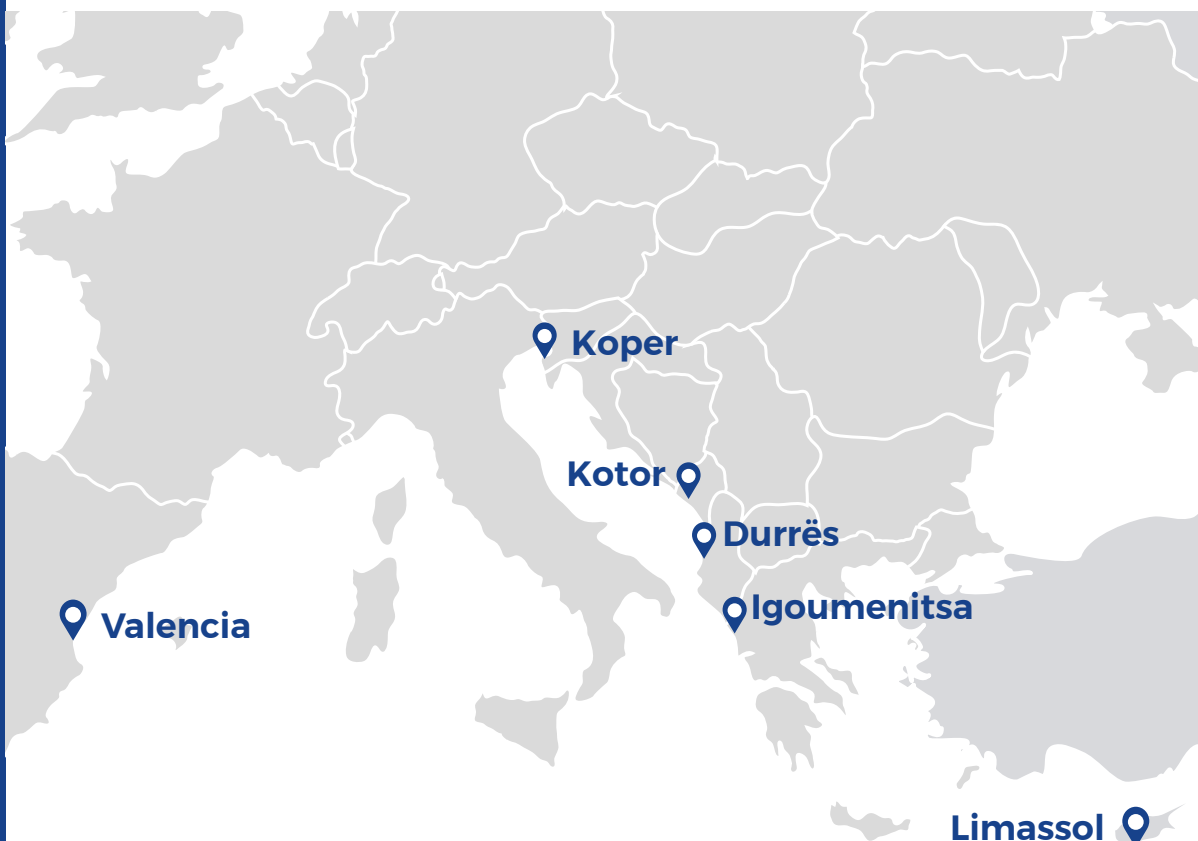 Koper
Kotor
Durrës
Igoumenitsa
Valencia
Limassol